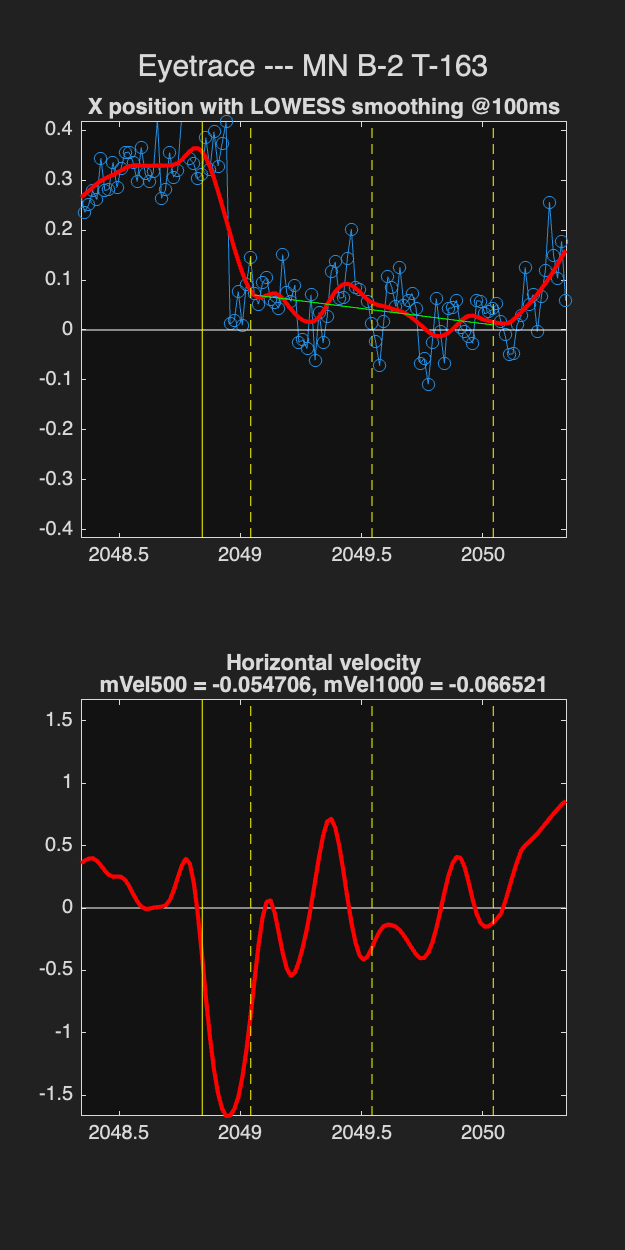 Eyetrace --- MN B-2 T-163
X position with LOWESS smoothing @100ms
0.4
0.3
0.2
0.1
0
-0.1
-0.2
-0.3
-0.4
2048.5 2049 2049.5 2050
Horizontal velocity
mVel500 = -0.054706, mVel1000 = -0.066521
1.5
1
0.5
0
-0.5
-1
-1.5
2048.5 2049 2049.5 2050